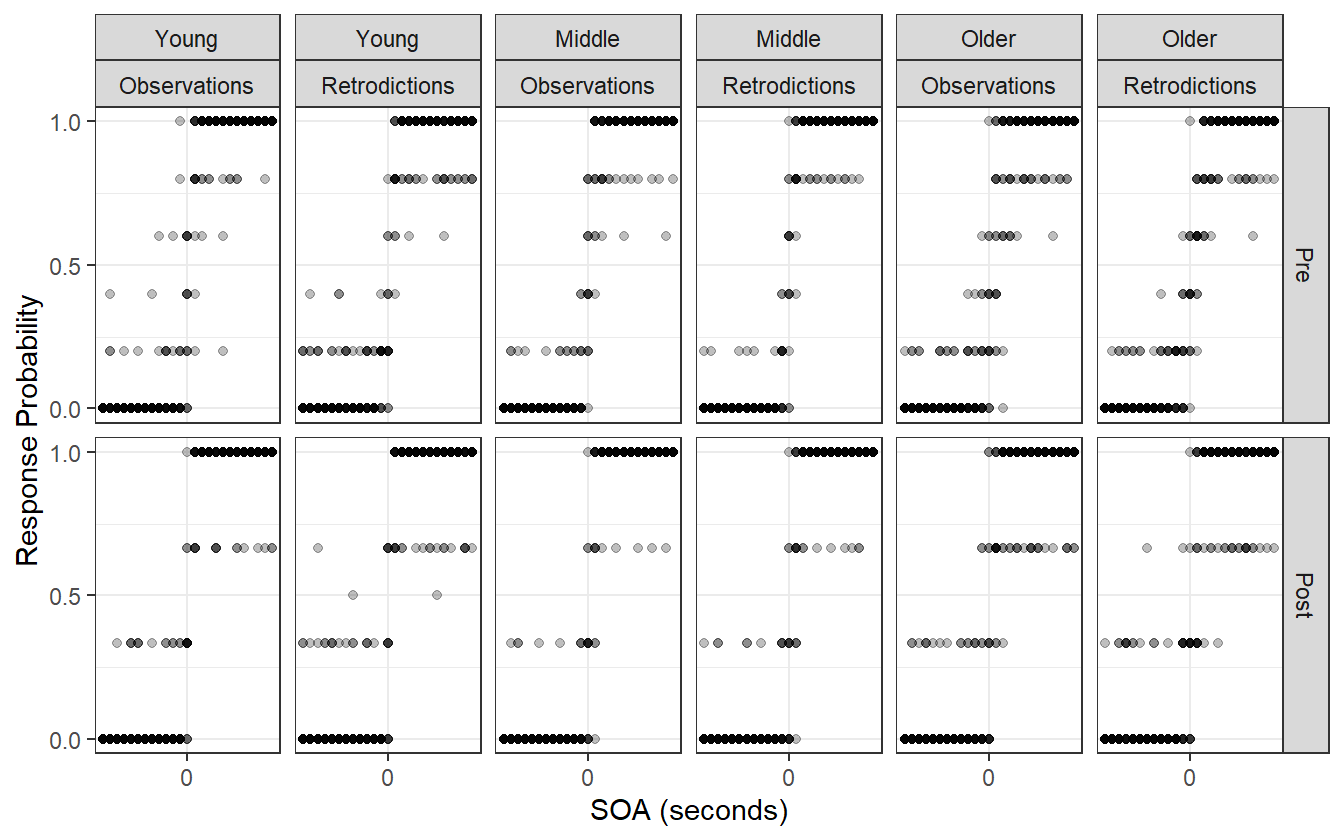 Young Young Middle Middle Older Older
Observations Retrodictions Observations Retrodictions Observations Retrodictions
1.0
0.5
0.0
Pre
1.0
0.5
0.0
Post
Response Probability
0 0 0 0 0 0
SOA (seconds)